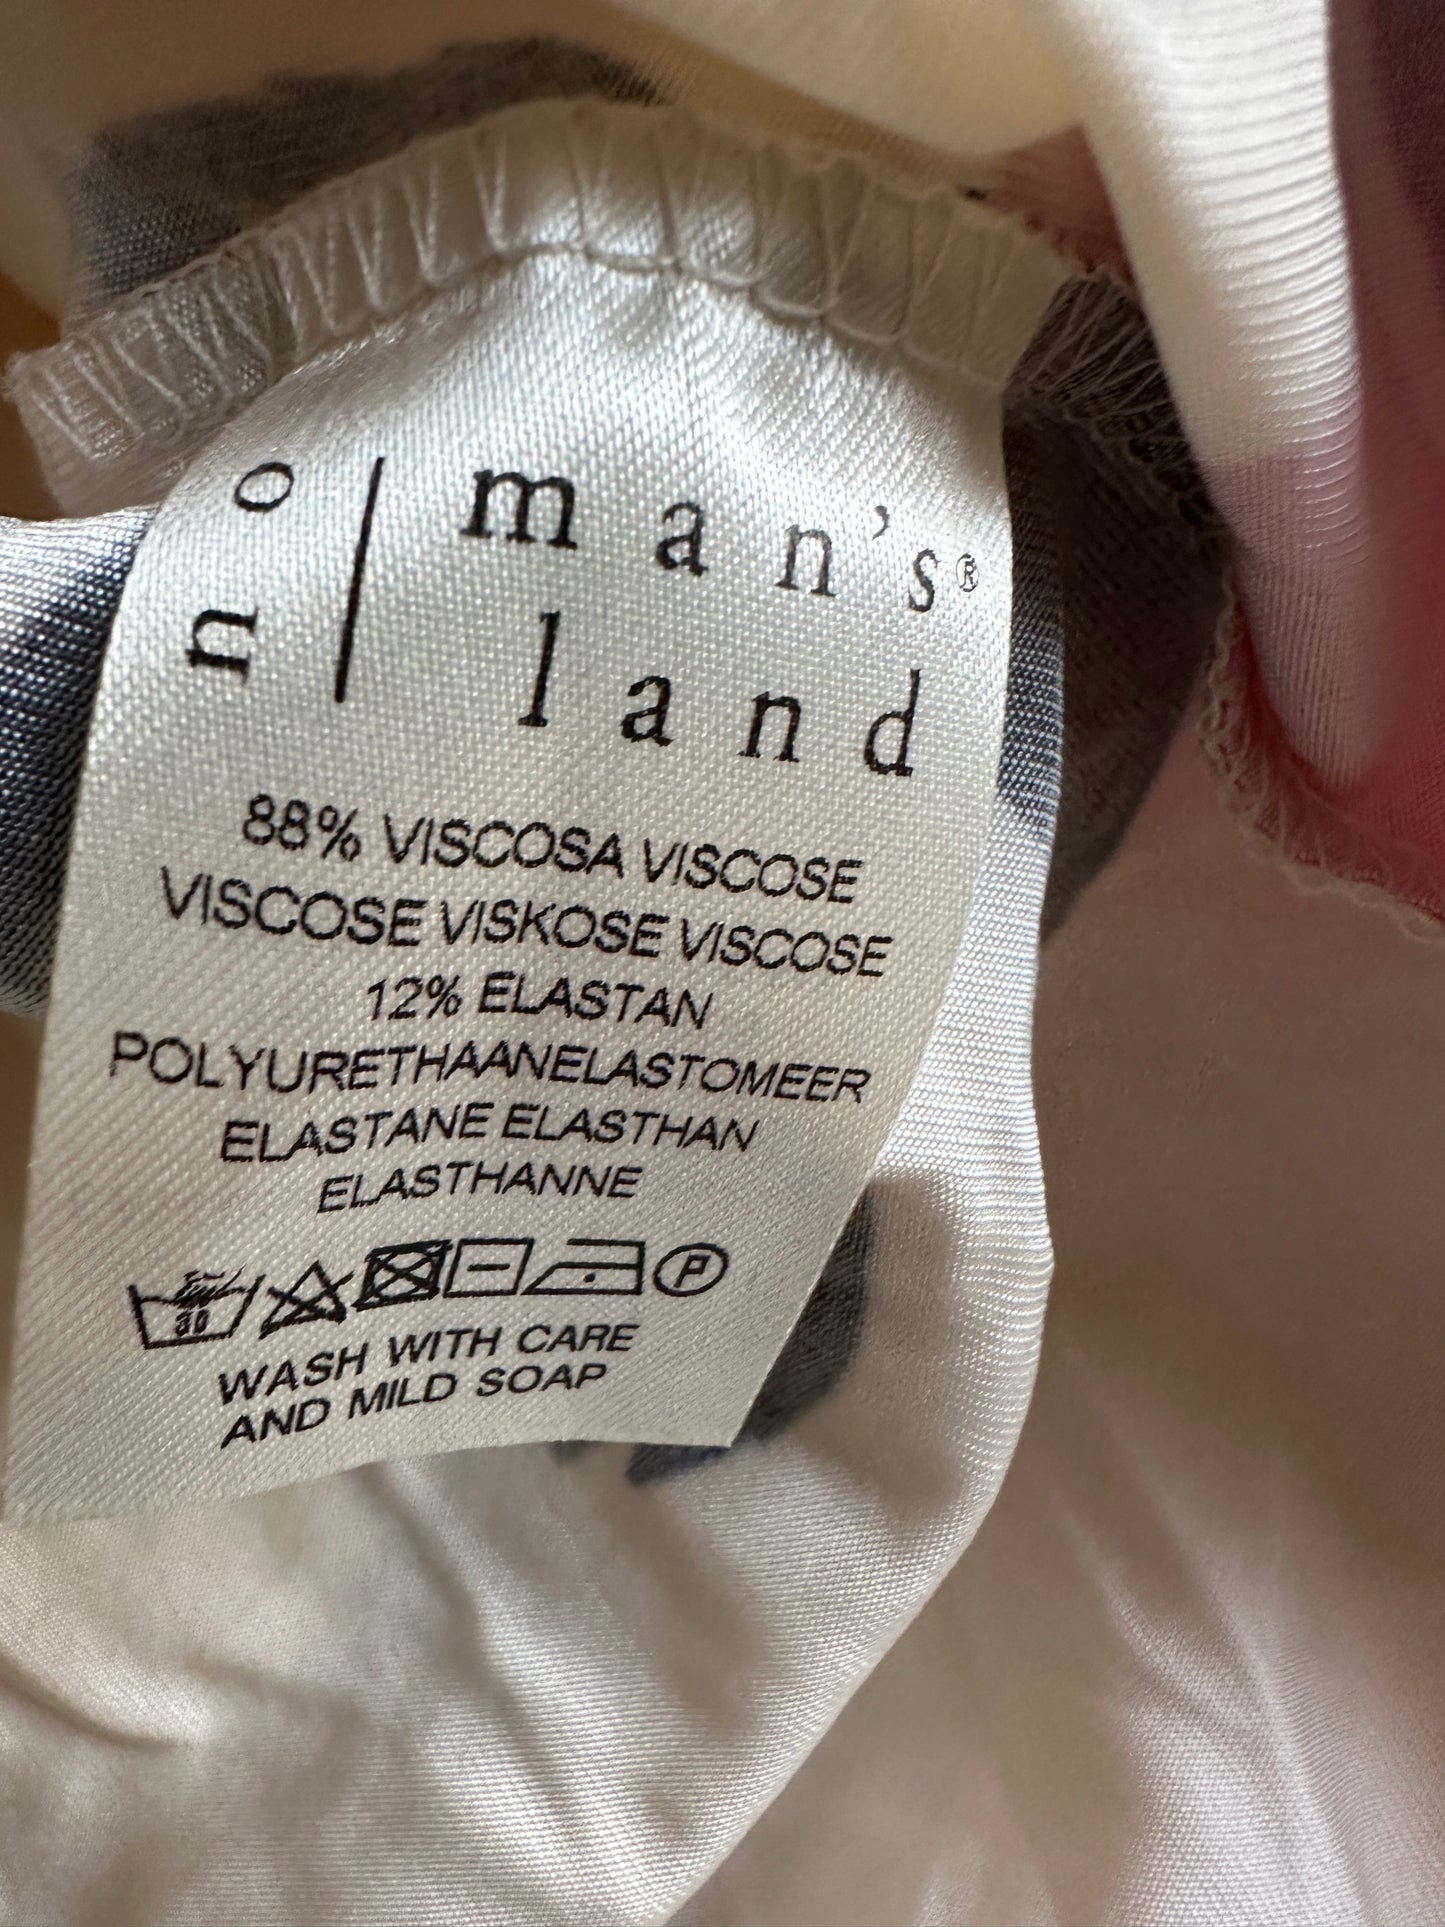 no
man's®
land
88% VISCOSA VISCOSE
VISCOSE VISKOSE VISCOSE
12% ELASTAN
POLYURETHAANELASTOMEER
ELASTANE ELASTHAN
ELASTHANNE
30 P
WASH WITH CARE
AND MILD SOAP